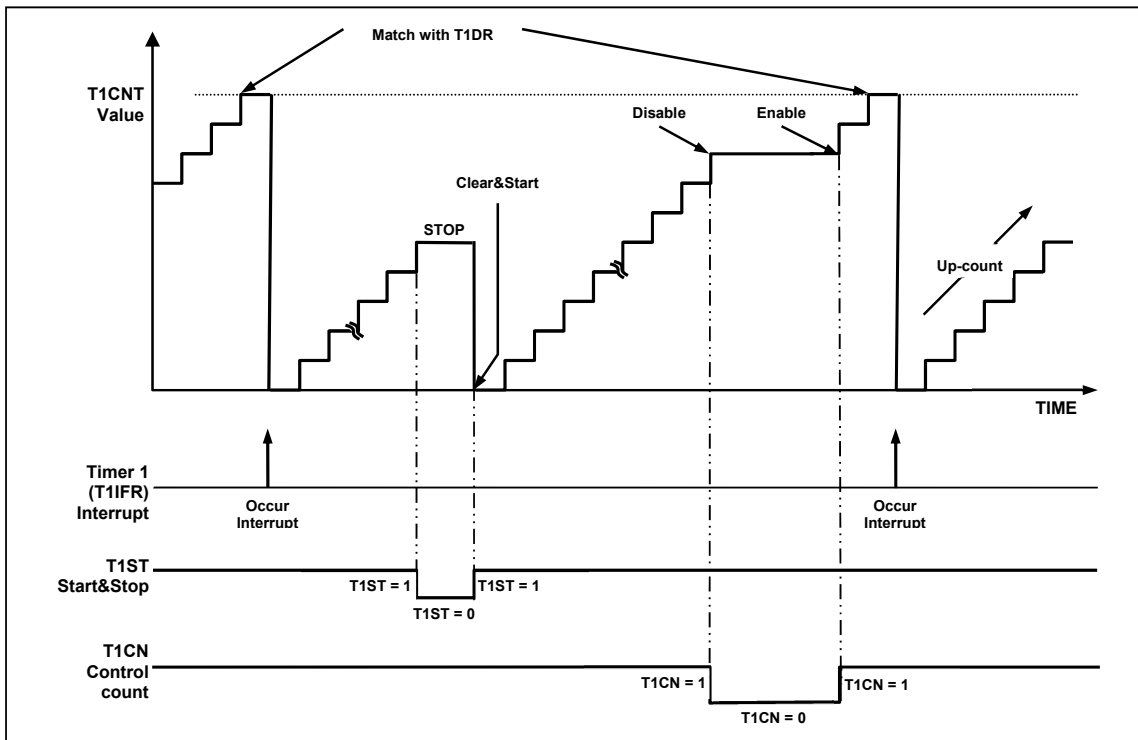 Match with T1DR
T1CNT
Value
Disable
Enable
Clear&Start
STOP
Up-count
TIME
Timer 1
(T1IFR)
Interrupt
Occur
Interrupt
Occur
Interrupt
T1ST
Start&Stop
T1ST = 1
T1ST = 1
T1ST = 0
T1CN
Control
count
T1CN = 1
T1CN = 1
T1CN = 0